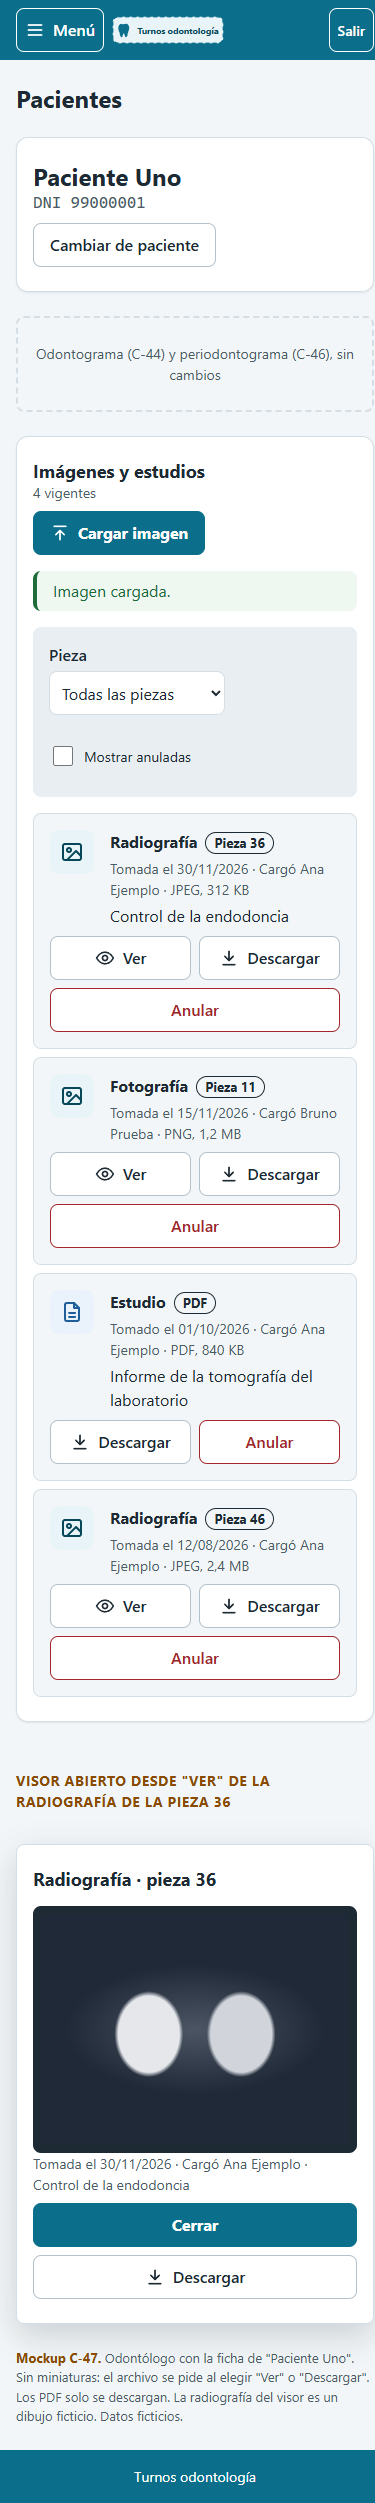 Menú
Turnos odontología
Salir
Pacientes
Paciente Uno
DNI 99000001
Cambiar de paciente
Odontograma (C-44) y periodontograma (C-46), sin
cambios
Imágenes y estudios
4 vigentes
Cargar imagen
Imagen cargada.
Pieza
Todas las piezas
Mostrar anuladas
Radiografía Pieza 36
Tomada el 30/11/2026 · Cargó Ana
Ejemplo · JPEG, 312 KB
Control de la endodoncia
Ver Descargar
Anular
Fotografía Pieza 11
Tomada el 15/11/2026 · Cargó Bruno
Prueba · PNG, 1,2 MB
Ver Descargar
Anular
Estudio PDF
Tomado el 01/10/2026 · Cargó Ana
Ejemplo · PDF, 840 KB
Informe de la tomografía del
laboratorio
Descargar Anular
Radiografía Pieza 46
Tomada el 12/08/2026 · Cargó Ana
Ejemplo · JPEG, 2,4 MB
Ver Descargar
Anular
VISOR ABIERTO DESDE "VER" DE LA
RADIOGRAFÍA DE LA PIEZA 36
Radiografía · pieza 36
Tomada el 30/11/2026 · Cargó Ana Ejemplo ·
Control de la endodoncia
Cerrar
Descargar
Mockup C-47. Odontólogo con la ficha de "Paciente Uno".
Sin miniaturas: el archivo se pide al elegir "Ver" o "Descargar".
Los PDF solo se descargan. La radiografía del visor es un
dibujo ficticio. Datos ficticios.
Turnos odontología